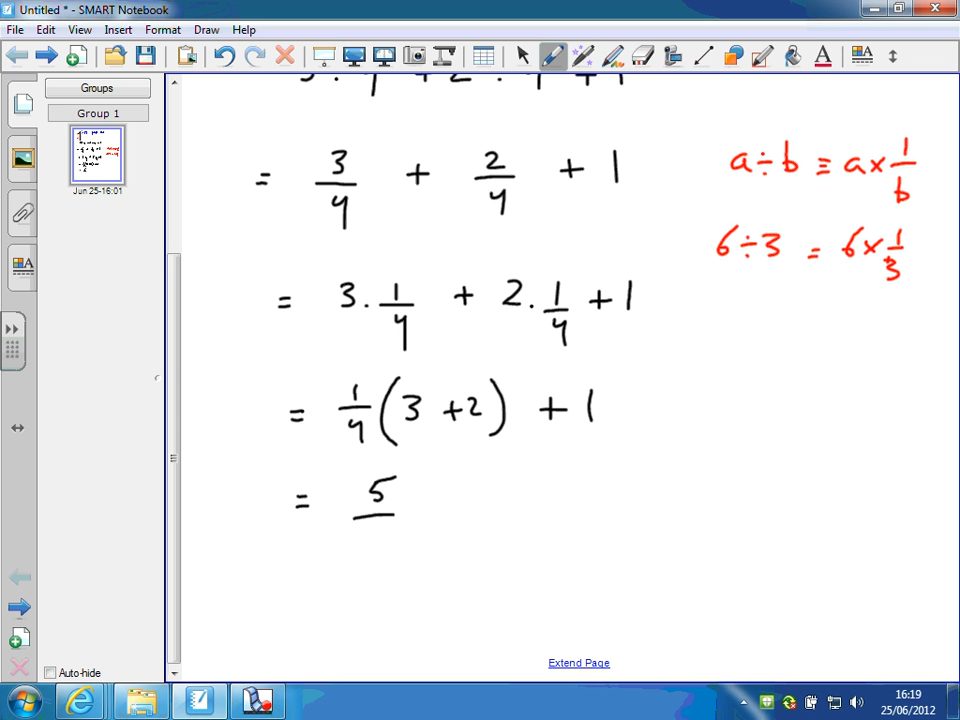 Untitled * - SMART Notebook
File Edit View Insert Format Draw Help
Groups
Group 1
Jun 25-16:01
= 3/4 + 2/4 + 1
= 3 . 1/4 + 2 . 1/4 + 1
= 1/4 (3 + 2) + 1
= 5
a ÷ b ≡ a × 1/b
6 ÷ 3 = 6 × 1/3
Extend Page
Auto-hide
16:19
25/06/2012